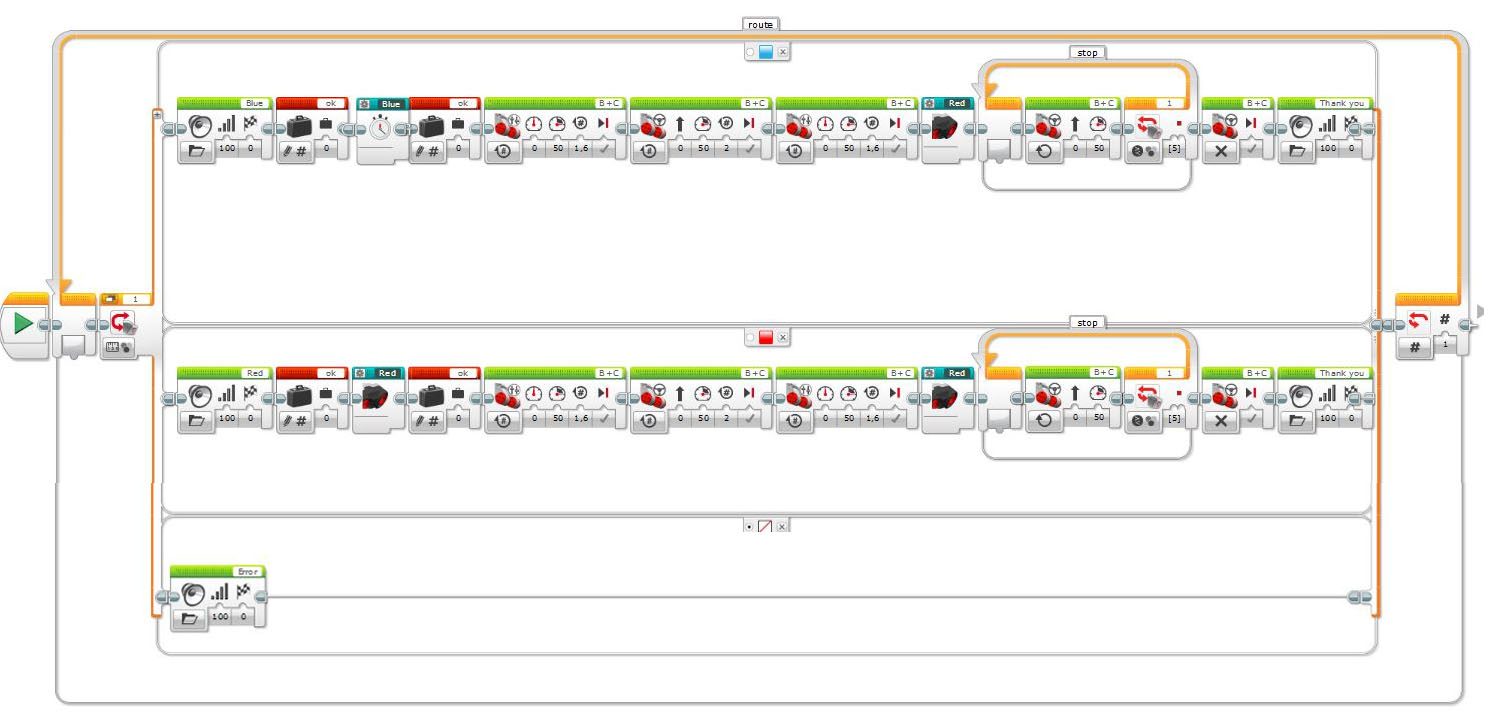 route
stop
Blue ok Blue ok B+C B+C B+C Red B+C 1 B+C Thank you
100 0 # 0 # 0 # 0 50 1,6 # 0 50 2 # 0 50 1,6 0 50 [5] 100 0
1
#
# 1
stop
Red ok Red ok B+C B+C B+C Red B+C 1 B+C Thank you
100 0 # 0 # 0 # 0 50 1,6 # 0 50 2 # 0 50 1,6 0 50 [5] 100 0
Error
100 0